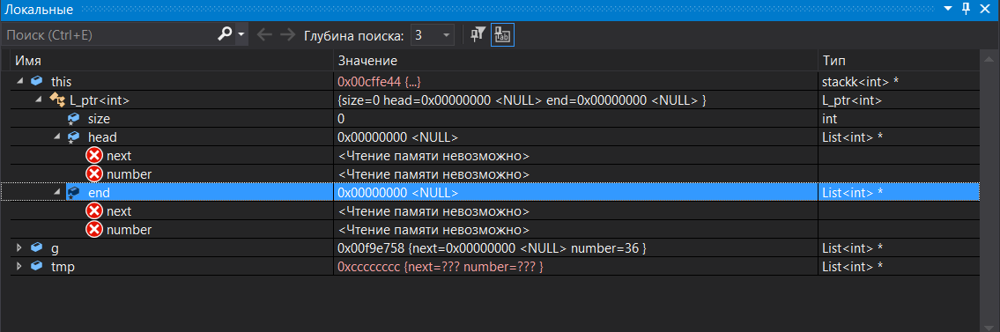 Локальные
Поиск (Ctrl+E) Глубина поиска: 3
Имя Значение Тип
this 0x00cffe44 {...} stackk<int> *
L_ptr<int> {size=0 head=0x00000000 <NULL> end=0x00000000 <NULL> } L_ptr<int>
size 0 int
head 0x00000000 <NULL> List<int> *
next <Чтение памяти невозможно>
number <Чтение памяти невозможно>
end 0x00000000 <NULL> List<int> *
next <Чтение памяти невозможно>
number <Чтение памяти невозможно>
g 0x00f9e758 {next=0x00000000 <NULL> number=36 } List<int> *
tmp 0xcccccccc {next=??? number=??? } List<int> *